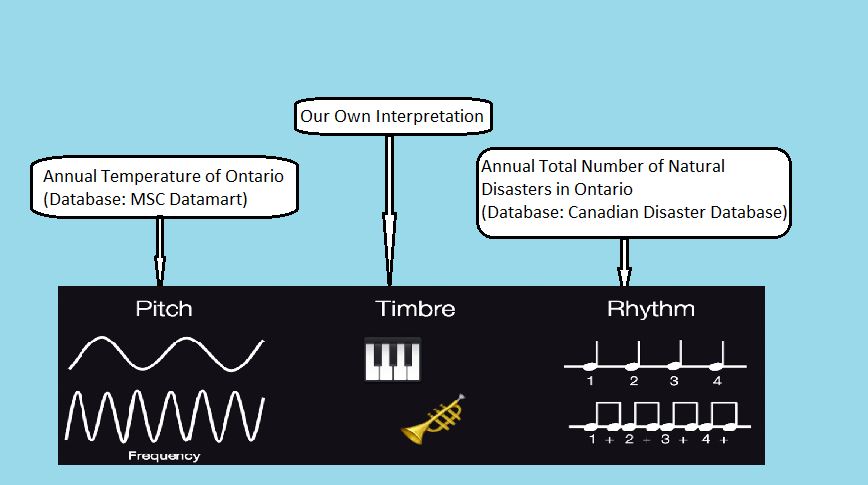 Our Own Interpretation
Annual Temperature of Ontario
(Database: MSC Datamart)
Annual Total Number of Natural
Disasters in Ontario
(Database: Canadian Disaster Database)
Pitch
Timbre
Rhythm
1 2 3 4
1 + 2 + 3 + 4 +
Frequency